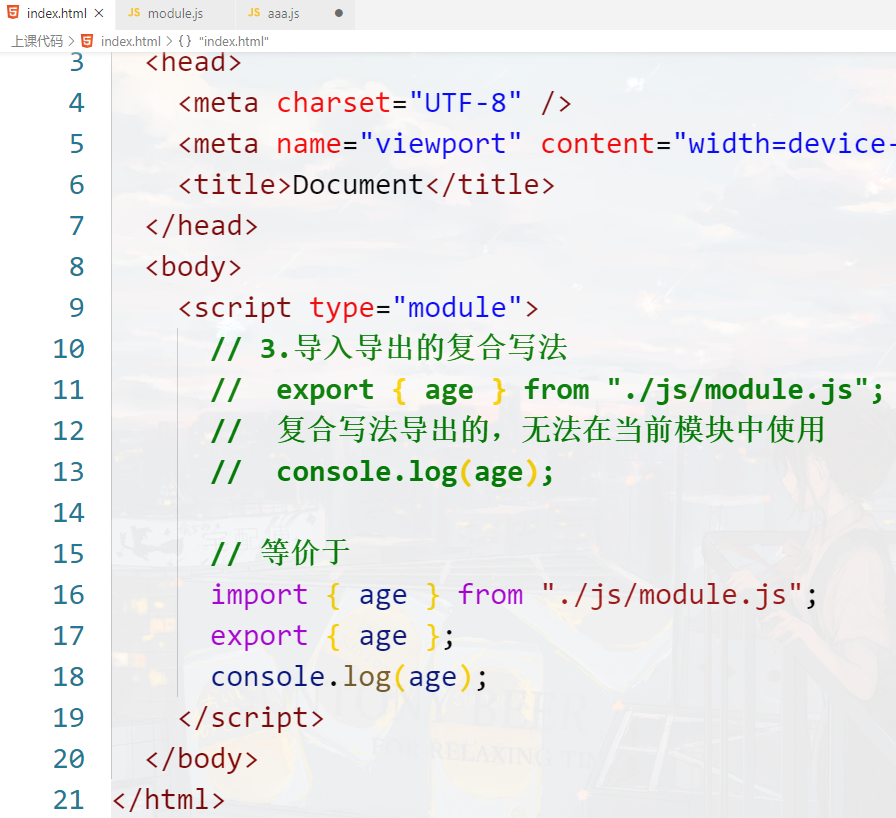 index.html ×
JS module.js
JS aaa.js ●
上课代码 > index.html > {} "index.html"
3 <head>
4 <meta charset="UTF-8" />
5 <meta name="viewport" content="width=device-
6 <title>Document</title>
7 </head>
8 <body>
9 <script type="module">
10 // 3.导入导出的复合写法
11 // export { age } from "./js/module.js";
12 // 复合写法导出的，无法在当前模块中使用
13 // console.log(age);
14
15 // 等价于
16 import { age } from "./js/module.js";
17 export { age };
18 console.log(age);
19 </script>
20 </body>
21 </html>